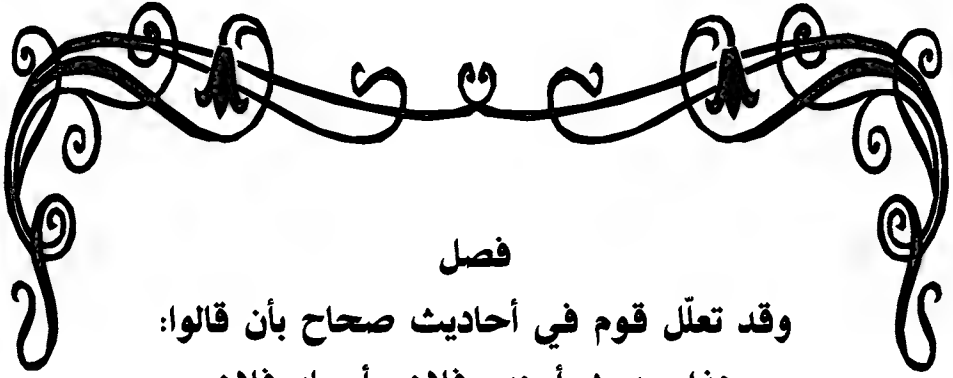 فصل
وقد تعلّل قوم في أحاديث صحاح بأن قالوا: